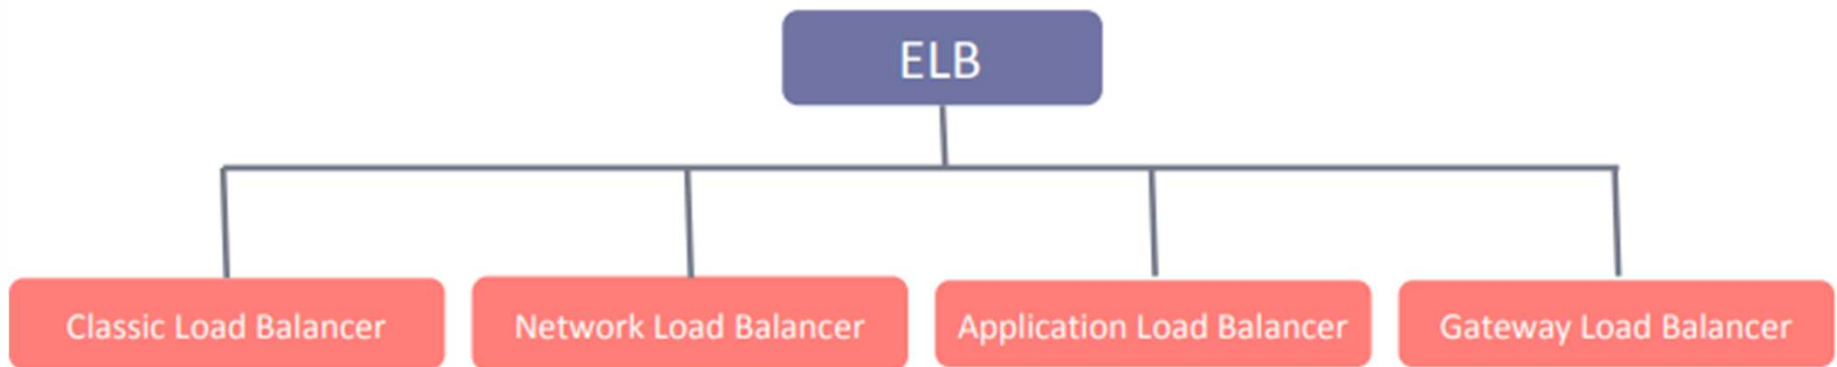 ELB
Classic Load Balancer
Network Load Balancer
Application Load Balancer
Gateway Load Balancer